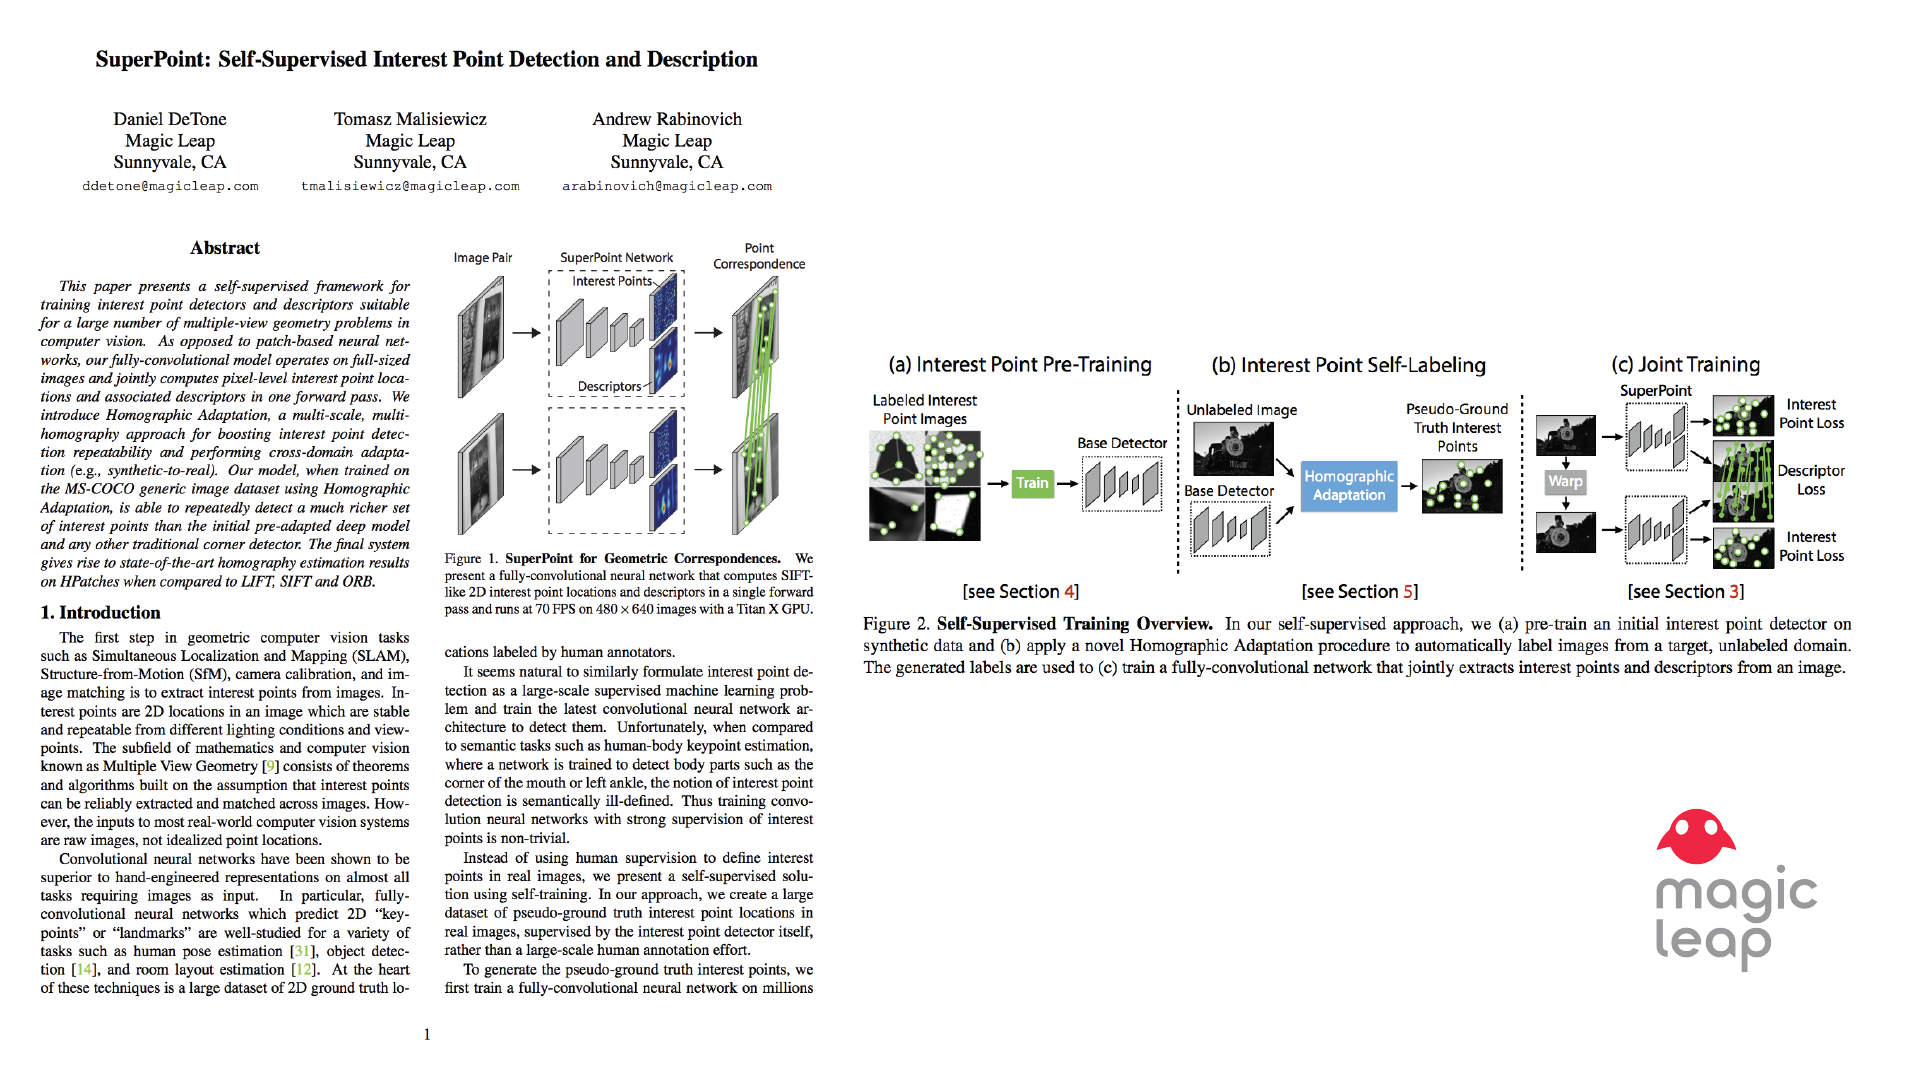 SuperPoint: Self-Supervised Interest Point Detection and Description
Daniel DeTone
Magic Leap
Sunnyvale, CA
ddetone@magicleap.com
Tomasz Malisiewicz
Magic Leap
Sunnyvale, CA
tmalisiewicz@magicleap.com
Andrew Rabinovich
Magic Leap
Sunnyvale, CA
arabinovich@magicleap.com
Abstract
This paper presents a self-supervised framework for
training interest point detectors and descriptors suitable
for a large number of multiple-view geometry problems in
computer vision. As opposed to patch-based neural net-
works, our fully-convolutional model operates on full-sized
images and jointly computes pixel-level interest point loca-
tions and associated descriptors in one forward pass. We
introduce Homographic Adaptation, a multi-scale, multi-
homography approach for boosting interest point detec-
tion repeatability and performing cross-domain adapta-
tion (e.g., synthetic-to-real). Our model, when trained on
the MS-COCO generic image dataset using Homographic
Adaptation, is able to repeatedly detect a much richer set
of interest points than the initial pre-adapted deep model
and any other traditional corner detector. The final system
gives rise to state-of-the-art homography estimation results
on HPatches when compared to LIFT, SIFT and ORB.
1. Introduction
The first step in geometric computer vision tasks
such as Simultaneous Localization and Mapping (SLAM),
Structure-from-Motion (SfM), camera calibration, and im-
age matching is to extract interest points from images. In-
terest points are 2D locations in an image which are stable
and repeatable from different lighting conditions and view-
points. The subfield of mathematics and computer vision
known as Multiple View Geometry [9] consists of theorems
and algorithms built on the assumption that interest points
can be reliably extracted and matched across images. How-
ever, the inputs to most real-world computer vision systems
are raw images, not idealized point locations.
Convolutional neural networks have been shown to be
superior to hand-engineered representations on almost all
tasks requiring images as input. In particular, fully-
convolutional neural networks which predict 2D “key-
points” or “landmarks” are well-studied for a variety of
tasks such as human pose estimation [31], object detec-
tion [14], and room layout estimation [12]. At the heart
of these techniques is a large dataset of 2D ground truth lo-
Image Pair
SuperPoint Network
Point
Correspondence
Interest Points
Descriptors
Figure 1. SuperPoint for Geometric Correspondences. We
present a fully-convolutional neural network that computes SIFT-
like 2D interest point locations and descriptors in a single forward
pass and runs at 70 FPS on 480 × 640 images with a Titan X GPU.
cations labeled by human annotators.
It seems natural to similarly formulate interest point de-
tection as a large-scale supervised machine learning prob-
lem and train the latest convolutional neural network ar-
chitecture to detect them. Unfortunately, when compared
to semantic tasks such as human-body keypoint estimation,
where a network is trained to detect body parts such as the
corner of the mouth or left ankle, the notion of interest point
detection is semantically ill-defined. Thus training convo-
lution neural networks with strong supervision of interest
points is non-trivial.
Instead of using human supervision to define interest
points in real images, we present a self-supervised solu-
tion using self-training. In our approach, we create a large
dataset of pseudo-ground truth interest point locations in
real images, supervised by the interest point detector itself,
rather than a large-scale human annotation effort.
To generate the pseudo-ground truth interest points, we
first train a fully-convolutional neural network on millions
1
(a) Interest Point Pre-Training
Labeled Interest
Point Images
Train
Base Detector
[see Section 4]
(b) Interest Point Self-Labeling
Unlabeled Image
Base Detector
Homographic
Adaptation
Pseudo-Ground
Truth Interest
Points
[see Section 5]
(c) Joint Training
SuperPoint
Warp
Interest
Point Loss
Descriptor
Loss
Interest
Point Loss
[see Section 3]
Figure 2. Self-Supervised Training Overview. In our self-supervised approach, we (a) pre-train an initial interest point detector on
synthetic data and (b) apply a novel Homographic Adaptation procedure to automatically label images from a target, unlabeled domain.
The generated labels are used to (c) train a fully-convolutional network that jointly extracts interest points and descriptors from an image.
magic
leap